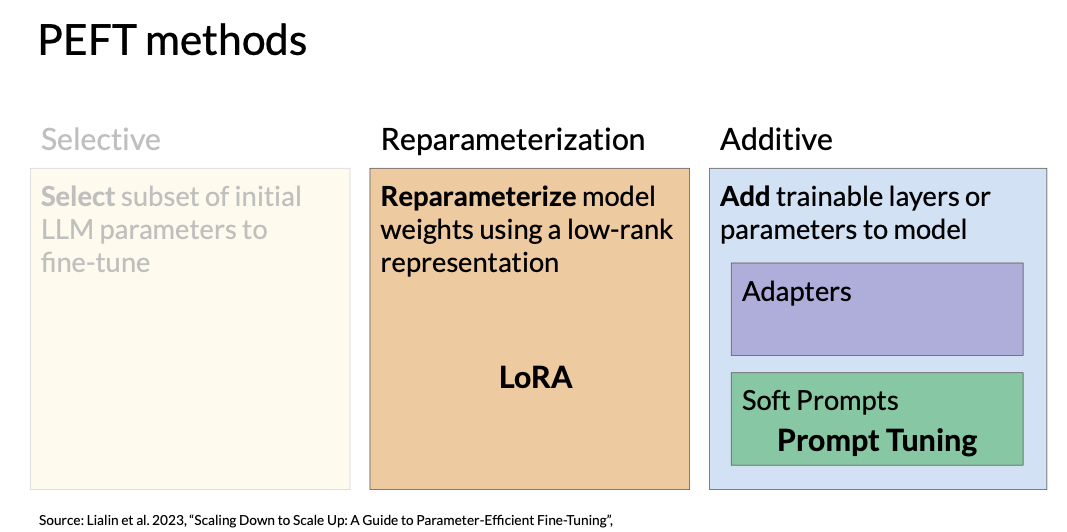 PEFT methods
Selective
Select subset of initial
LLM parameters to
fine-tune
Reparameterization
Reparameterize model
weights using a low-rank
representation
LoRA
Additive
Add trainable layers or
parameters to model
Adapters
Soft Prompts
Prompt Tuning
Source: Lialin et al. 2023, “Scaling Down to Scale Up: A Guide to Parameter-Efficient Fine-Tuning”,